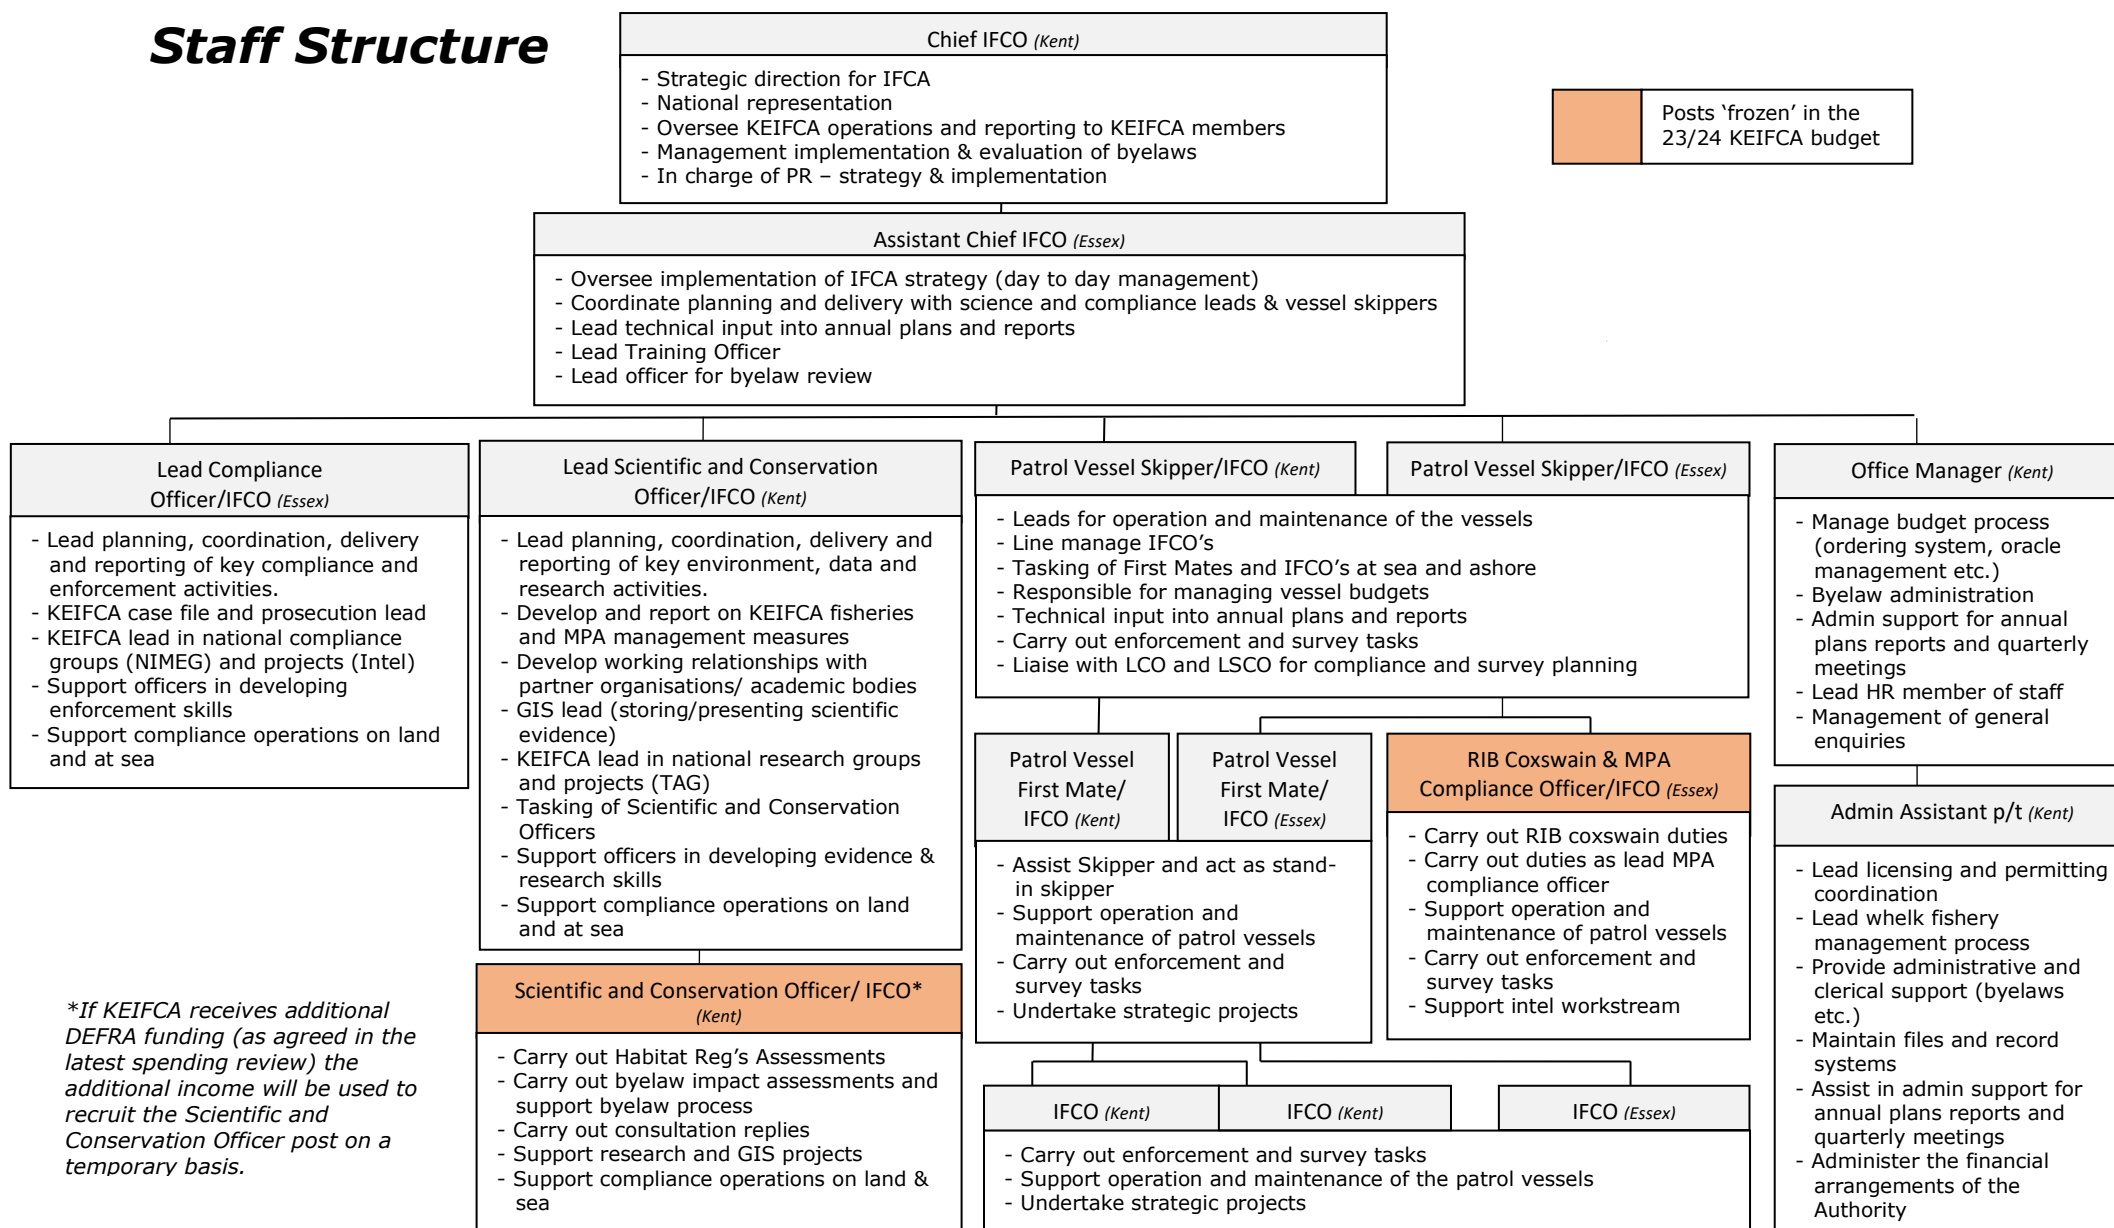 Staff Structure
Chief IFCO (Kent)
- Strategic direction for IFCA
- National representation
- Oversee KEIFCA operations and reporting to KEIFCA members
- Management implementation & evaluation of byelaws
- In charge of PR – strategy & implementation
Posts ‘frozen’ in the
23/24 KEIFCA budget
Assistant Chief IFCO (Essex)
- Oversee implementation of IFCA strategy (day to day management)
- Coordinate planning and delivery with science and compliance leads & vessel skippers
- Lead technical input into annual plans and reports
- Lead Training Officer
- Lead officer for byelaw review
Lead Compliance
Officer/IFCO (Essex)
- Lead planning, coordination, delivery
and reporting of key compliance and
enforcement activities.
- KEIFCA case file and prosecution lead
- KEIFCA lead in national compliance
groups (NIMEG) and projects (Intel)
- Support officers in developing
enforcement skills
- Support compliance operations on land
and at sea
Lead Scientific and Conservation
Officer/IFCO (Kent)
- Lead planning, coordination, delivery and
reporting of key environment, data and
research activities.
- Develop and report on KEIFCA fisheries
and MPA management measures
- Develop working relationships with
partner organisations/ academic bodies
- GIS lead (storing/presenting scientific
evidence)
- KEIFCA lead in national research groups
and projects (TAG)
- Tasking of Scientific and Conservation
Officers
- Support officers in developing evidence &
research skills
- Support compliance operations on land
and at sea
Scientific and Conservation Officer/ IFCO*
(Kent)
- Carry out Habitat Reg’s Assessments
- Carry out byelaw impact assessments and
support byelaw process
- Carry out consultation replies
- Support research and GIS projects
- Support compliance operations on land &
sea
Patrol Vessel Skipper/IFCO (Kent)
Patrol Vessel Skipper/IFCO (Essex)
- Leads for operation and maintenance of the vessels
- Line manage IFCO’s
- Tasking of First Mates and IFCO’s at sea and ashore
- Responsible for managing vessel budgets
- Technical input into annual plans and reports
- Carry out enforcement and survey tasks
- Liaise with LCO and LSCO for compliance and survey planning
Patrol Vessel
First Mate/
IFCO (Kent)
Patrol Vessel
First Mate/
IFCO (Essex)
- Assist Skipper and act as stand-
in skipper
- Support operation and
maintenance of patrol vessels
- Carry out enforcement and
survey tasks
- Undertake strategic projects
RIB Coxswain & MPA
Compliance Officer/IFCO (Essex)
- Carry out RIB coxswain duties
- Carry out duties as lead MPA
compliance officer
- Support operation and
maintenance of patrol vessels
- Carry out enforcement and
survey tasks
- Support intel workstream
IFCO (Kent)
IFCO (Kent)
IFCO (Essex)
- Carry out enforcement and survey tasks
- Support operation and maintenance of the patrol vessels
- Undertake strategic projects
Office Manager (Kent)
- Manage budget process
(ordering system, oracle
management etc.)
- Byelaw administration
- Admin support for annual
plans reports and quarterly
meetings
- Lead HR member of staff
- Management of general
enquiries
Admin Assistant p/t (Kent)
- Lead licensing and permitting
coordination
- Lead whelk fishery
management process
- Provide administrative and
clerical support (byelaws
etc.)
- Maintain files and record
systems
- Assist in admin support for
annual plans reports and
quarterly meetings
- Administer the financial
arrangements of the
Authority
*If KEIFCA receives additional
DEFRA funding (as agreed in the
latest spending review) the
additional income will be used to
recruit the Scientific and
Conservation Officer post on a
temporary basis.